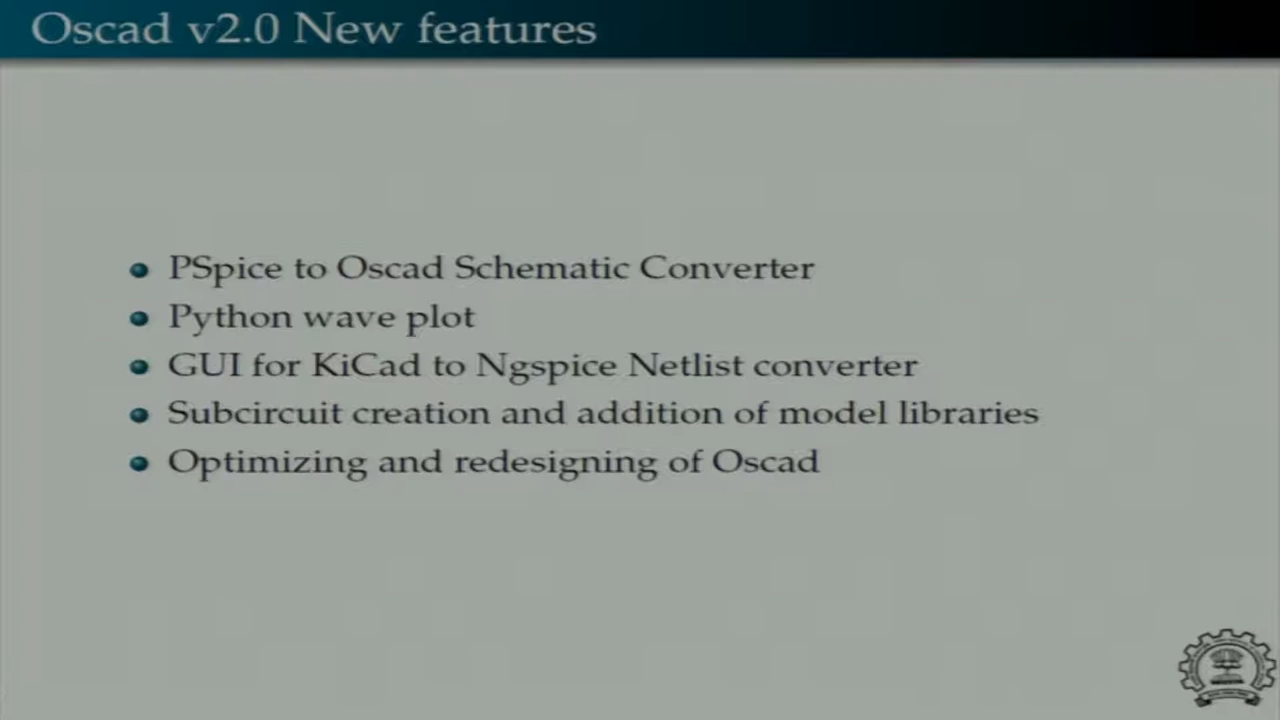 Oscad v2.0 New features
PSpice to Oscad Schematic Converter
Python wave plot
GUI for KiCad to Ngspice Netlist converter
Subcircuit creation and addition of model libraries
Optimizing and redesigning of Oscad